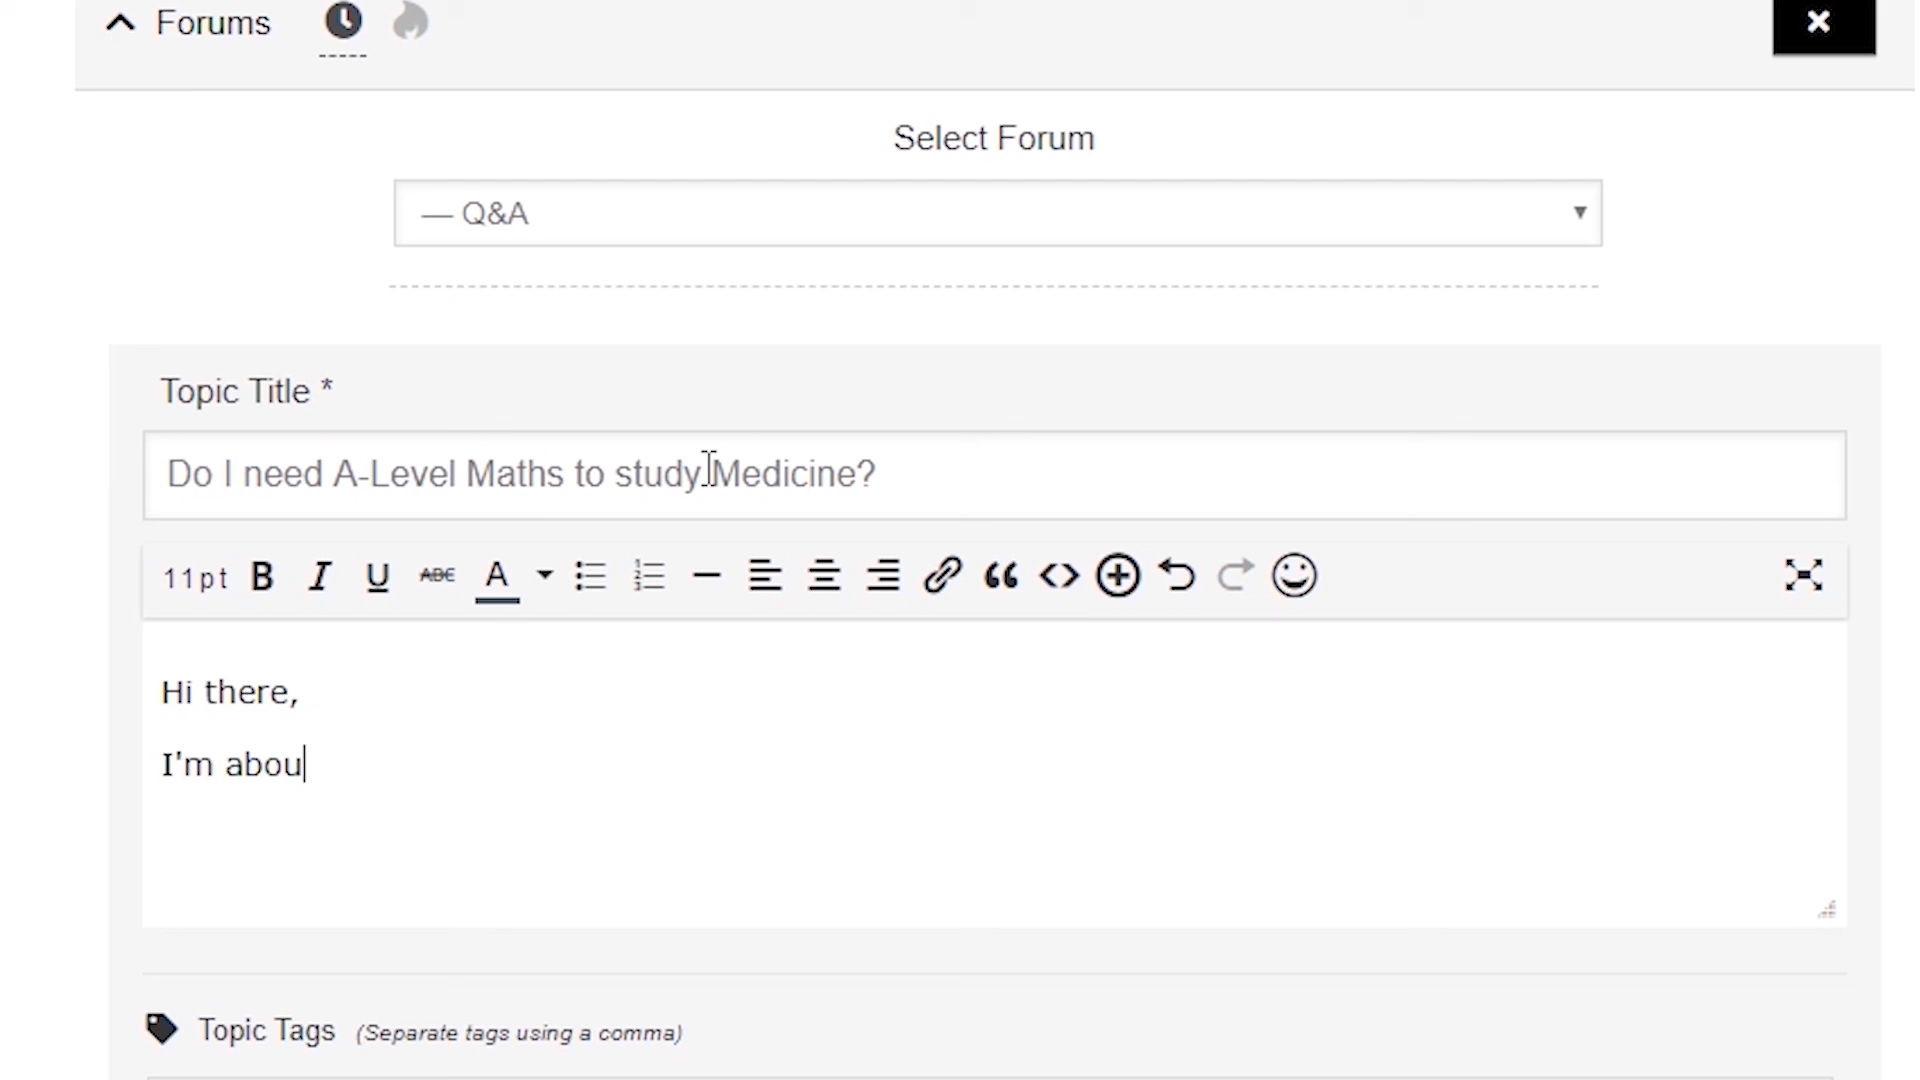 Forums
Select Forum
— Q&A
Topic Title *
Do I need A-Level Maths to study Medicine?
11pt B I U ABC A
Hi there,
I'm abou
Topic Tags (Separate tags using a comma)